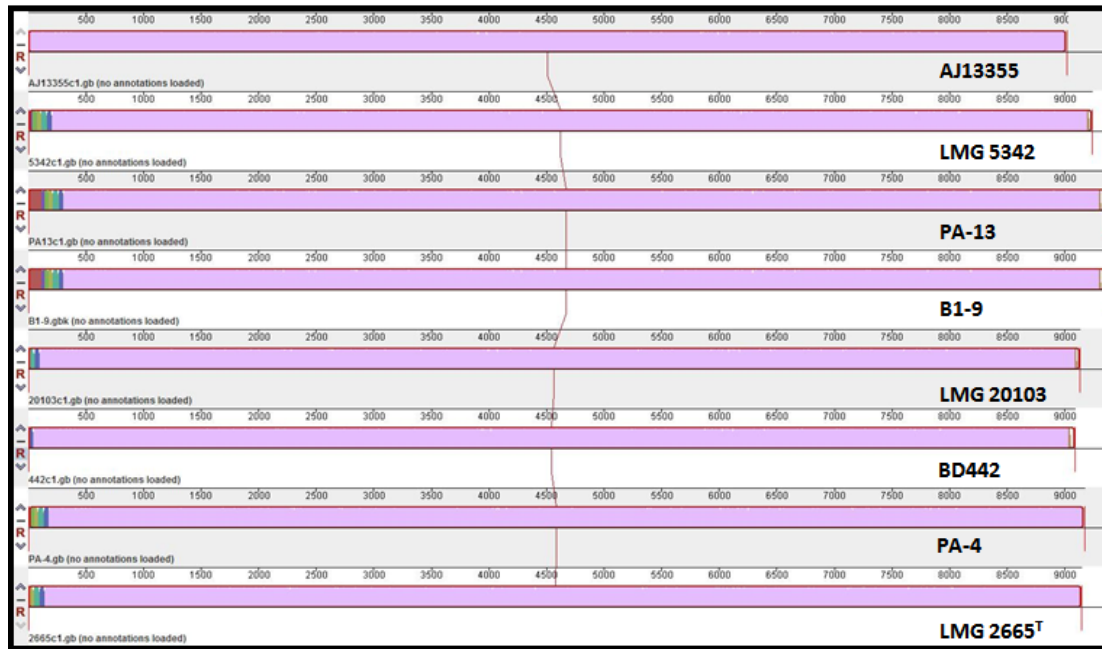 500 1000 1500 2000 2500 3000 3500 4000 4500 5000 5500 6000 6500 7000 7500 8000 8500 900
R
AJ13355
AJ13355c1.gb (no annotations loaded)
500 1000 1500 2000 2500 3000 3500 4000 4500 5000 5500 6000 6500 7000 7500 8000 8500 9000
R
LMG 5342
5342c1.gb (no annotations loaded)
500 1000 1500 2000 2500 3000 3500 4000 4500 5000 5500 6000 6500 7000 7500 8000 8500 9000
R
PA-13
PA13c1.gb (no annotations loaded)
500 1000 1500 2000 2500 3000 3500 4000 4500 5000 5500 6000 6500 7000 7500 8000 8500 9000
R
B1-9
B1-9.gbk (no annotations loaded)
500 1000 1500 2000 2500 3000 3500 4000 4500 5000 5500 6000 6500 7000 7500 8000 8500 9000
R
LMG 20103
20103c1.gb (no annotations loaded)
500 1000 1500 2000 2500 3000 3500 4000 4500 5000 5500 6000 6500 7000 7500 8000 8500 9000
R
BD442
442c1.gb (no annotations loaded)
500 1000 1500 2000 2500 3000 3500 4000 4500 5000 5500 6000 6500 7000 7500 8000 8500 9000
R
PA-4
PA-4.gb (no annotations loaded)
500 1000 1500 2000 2500 3000 3500 4000 4500 5000 5500 6000 6500 7000 7500 8000 8500 9000
R
LMG 2665ᵀ
2665c1.gb (no annotations loaded)